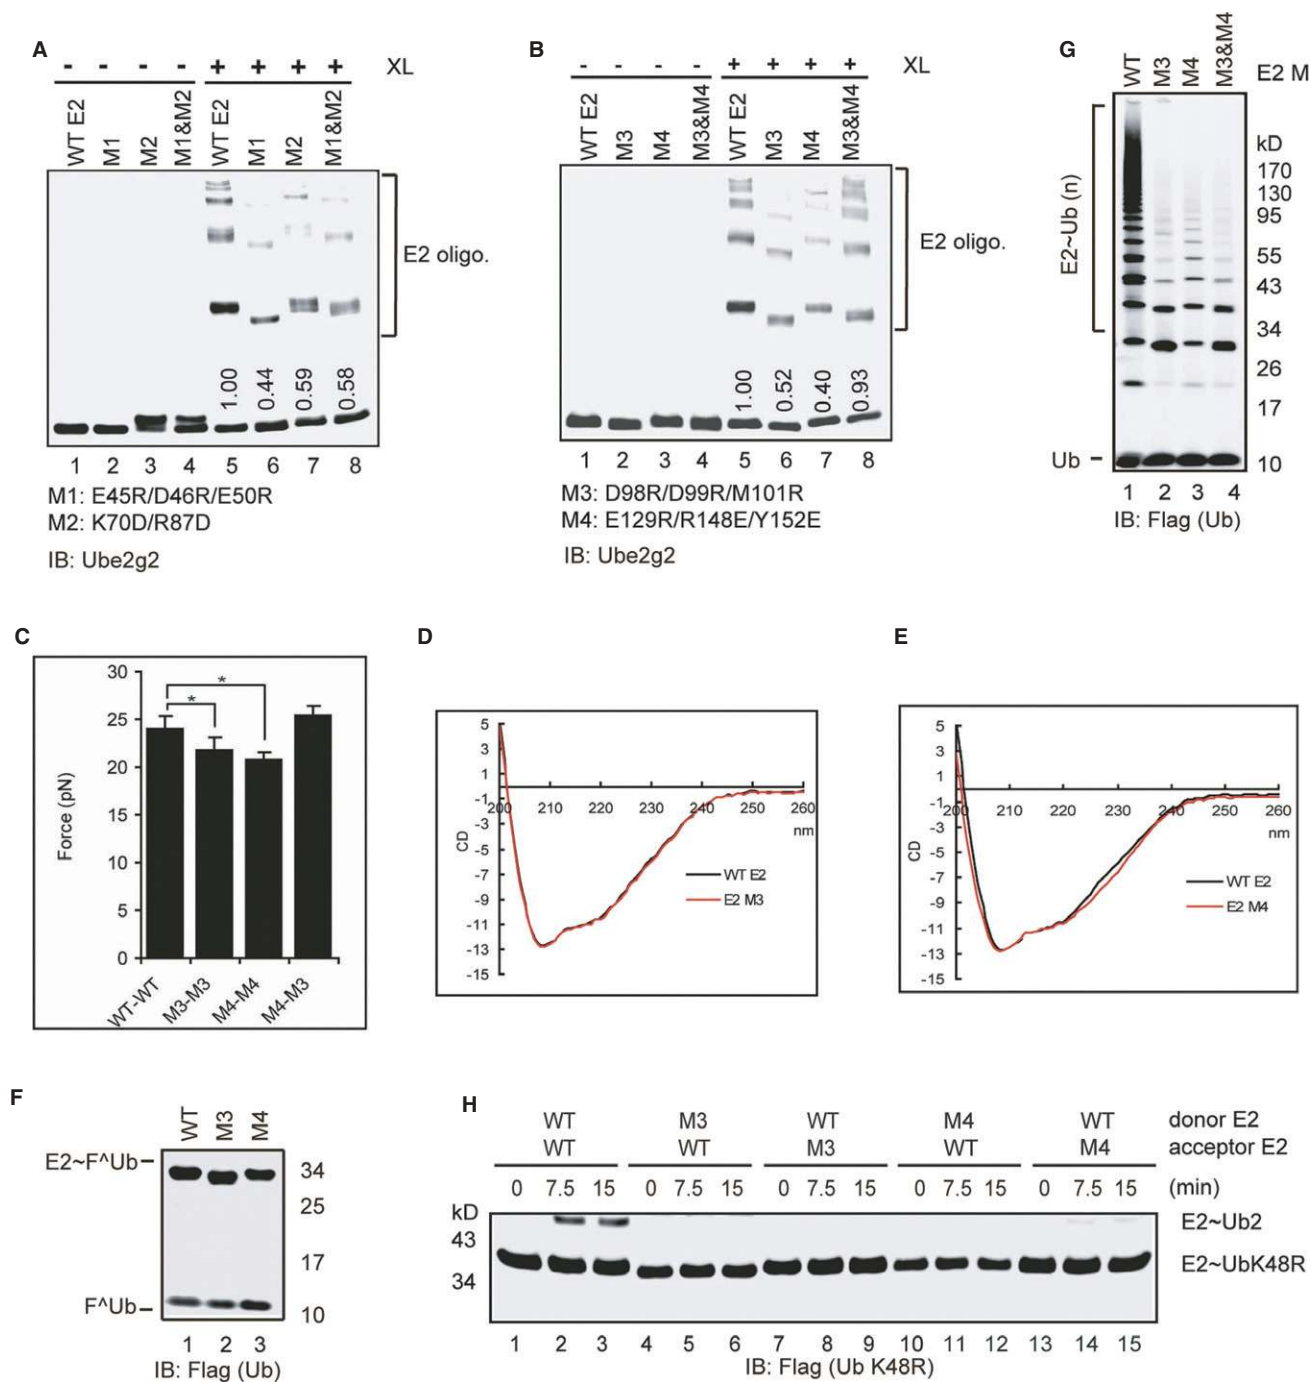 A
- - - - + + + + XL
WT E2 M1 M2 M1&M2 WT E2 M1 M2 M1&M2
E2 oligo.
1.00 0.44 0.59 0.58
1 2 3 4 5 6 7 8
M1: E45R/D46R/E50R
M2: K70D/R87D
IB: Ube2g2
B
- - - - + + + + XL
WT E2 M3 M4 M3&M4 WT E2 M3 M4 M3&M4
E2 oligo.
1.00 0.52 0.40 0.93
1 2 3 4 5 6 7 8
M3: D98R/D99R/M101R
M4: E129R/R148E/Y152E
IB: Ube2g2
G
WT M3 M4 M3&M4 E2 M
E2~Ub (n)
kD
170
130
95
55
43
34
26
17
10
Ub -
1 2 3 4
IB: Flag (Ub)
C
Force (pN)
30
25
20
15
10
5
0
* *
WT-WT M3-M3 M4-M4 M4-M3
D
CD
5
3
1
-1
-3
-5
-7
-9
-11
-13
-15
200 210 220 230 240 250 260
nm
WT E2
E2 M3
E
CD
5
3
1
-1
-3
-5
-7
-9
-11
-13
-15
200 210 220 230 240 250 260
nm
WT E2
E2 M4
F
WT M3 M4
E2~F^Ub-
F^Ub-
34
25
17
10
1 2 3
IB: Flag (Ub)
H
WT M3 WT M4 WT donor E2
WT WT M3 WT M4 acceptor E2
0 7.5 15 0 7.5 15 0 7.5 15 0 7.5 15 0 7.5 15 (min)
kD
43
34
E2~Ub2
E2~UbK48R
1 2 3 4 5 6 7 8 9 10 11 12 13 14 15
IB: Flag (Ub K48R)